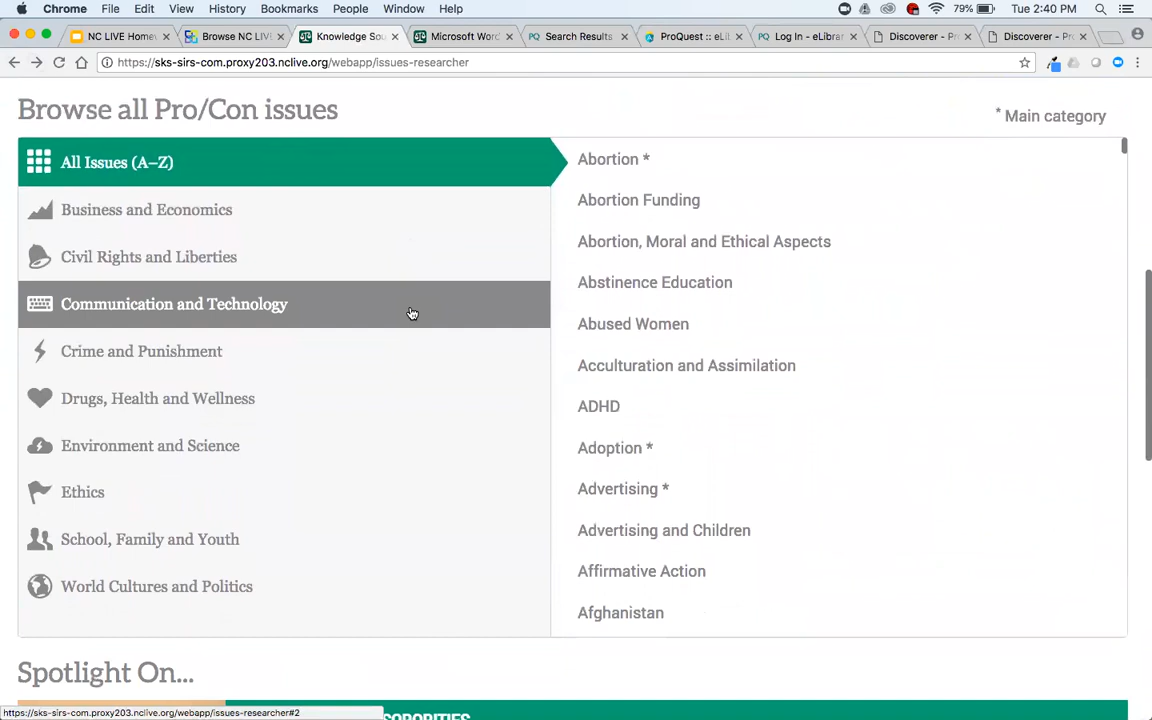 Chrome File Edit View History Bookmarks People Window Help 79% Tue 2:40 PM
NC LIVE Homew Browse NC LIV Knowledge Sou Microsoft Word Search Results ProQuest :: eLib Log In - eLibrar Discoverer - Pro Discoverer - Pro
https://sks-sirs-com.proxy203.nclive.org/webapp/issues-researcher
Browse all Pro/Con issues
* Main category
All Issues (A–Z)
Business and Economics
Civil Rights and Liberties
Communication and Technology
Crime and Punishment
Drugs, Health and Wellness
Environment and Science
Ethics
School, Family and Youth
World Cultures and Politics
Abortion *
Abortion Funding
Abortion, Moral and Ethical Aspects
Abstinence Education
Abused Women
Acculturation and Assimilation
ADHD
Adoption *
Advertising *
Advertising and Children
Affirmative Action
Afghanistan
Spotlight On...
https://sks-sirs-com.proxy203.nclive.org/webapp/issues-researcher#2